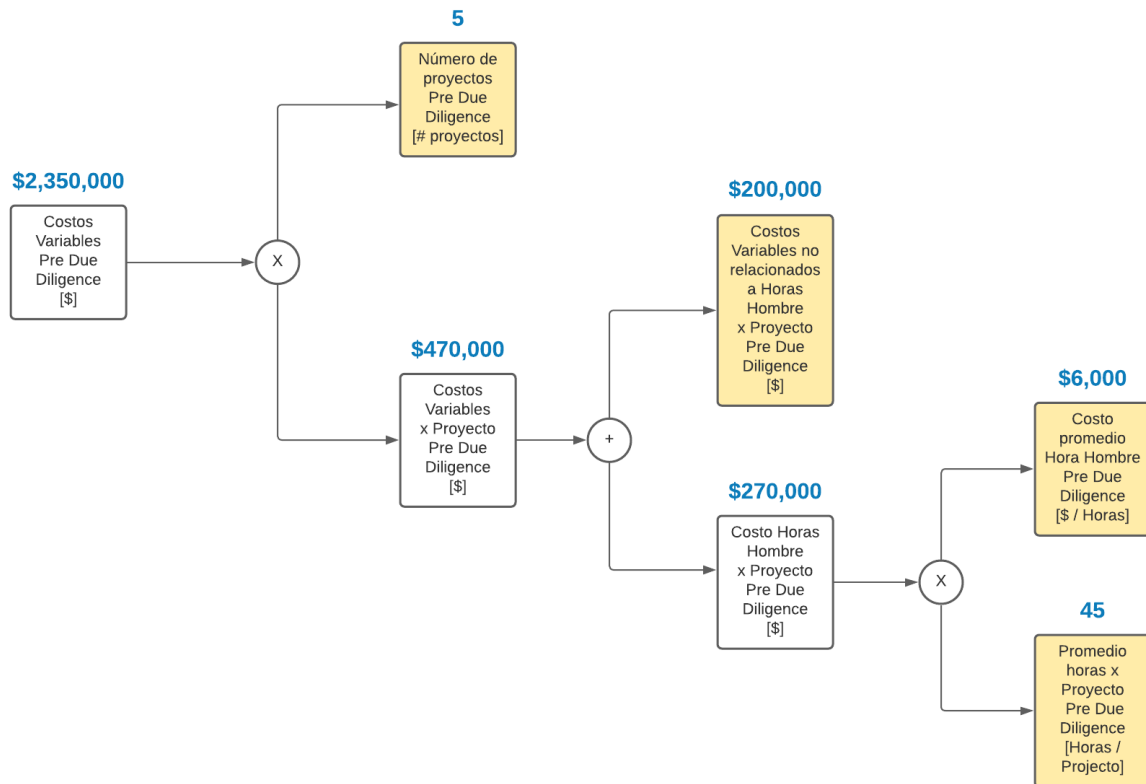 5
Número de
proyectos
Pre Due
Diligence
[# proyectos]
$2,350,000
Costos
Variables
Pre Due
Diligence
[$]
X
$200,000
Costos
Variables no
relacionados
a Horas
Hombre
x Proyecto
Pre Due
Diligence
[$]
$470,000
Costos
Variables
x Proyecto
Pre Due
Diligence
[$]
+
$6,000
Costo
promedio
Hora Hombre
Pre Due
Diligence
[$ / Horas]
$270,000
Costo Horas
Hombre
x Proyecto
Pre Due
Diligence
[$]
X
45
Promedio
horas x
Proyecto
Pre Due
Diligence
[Horas /
Projecto]